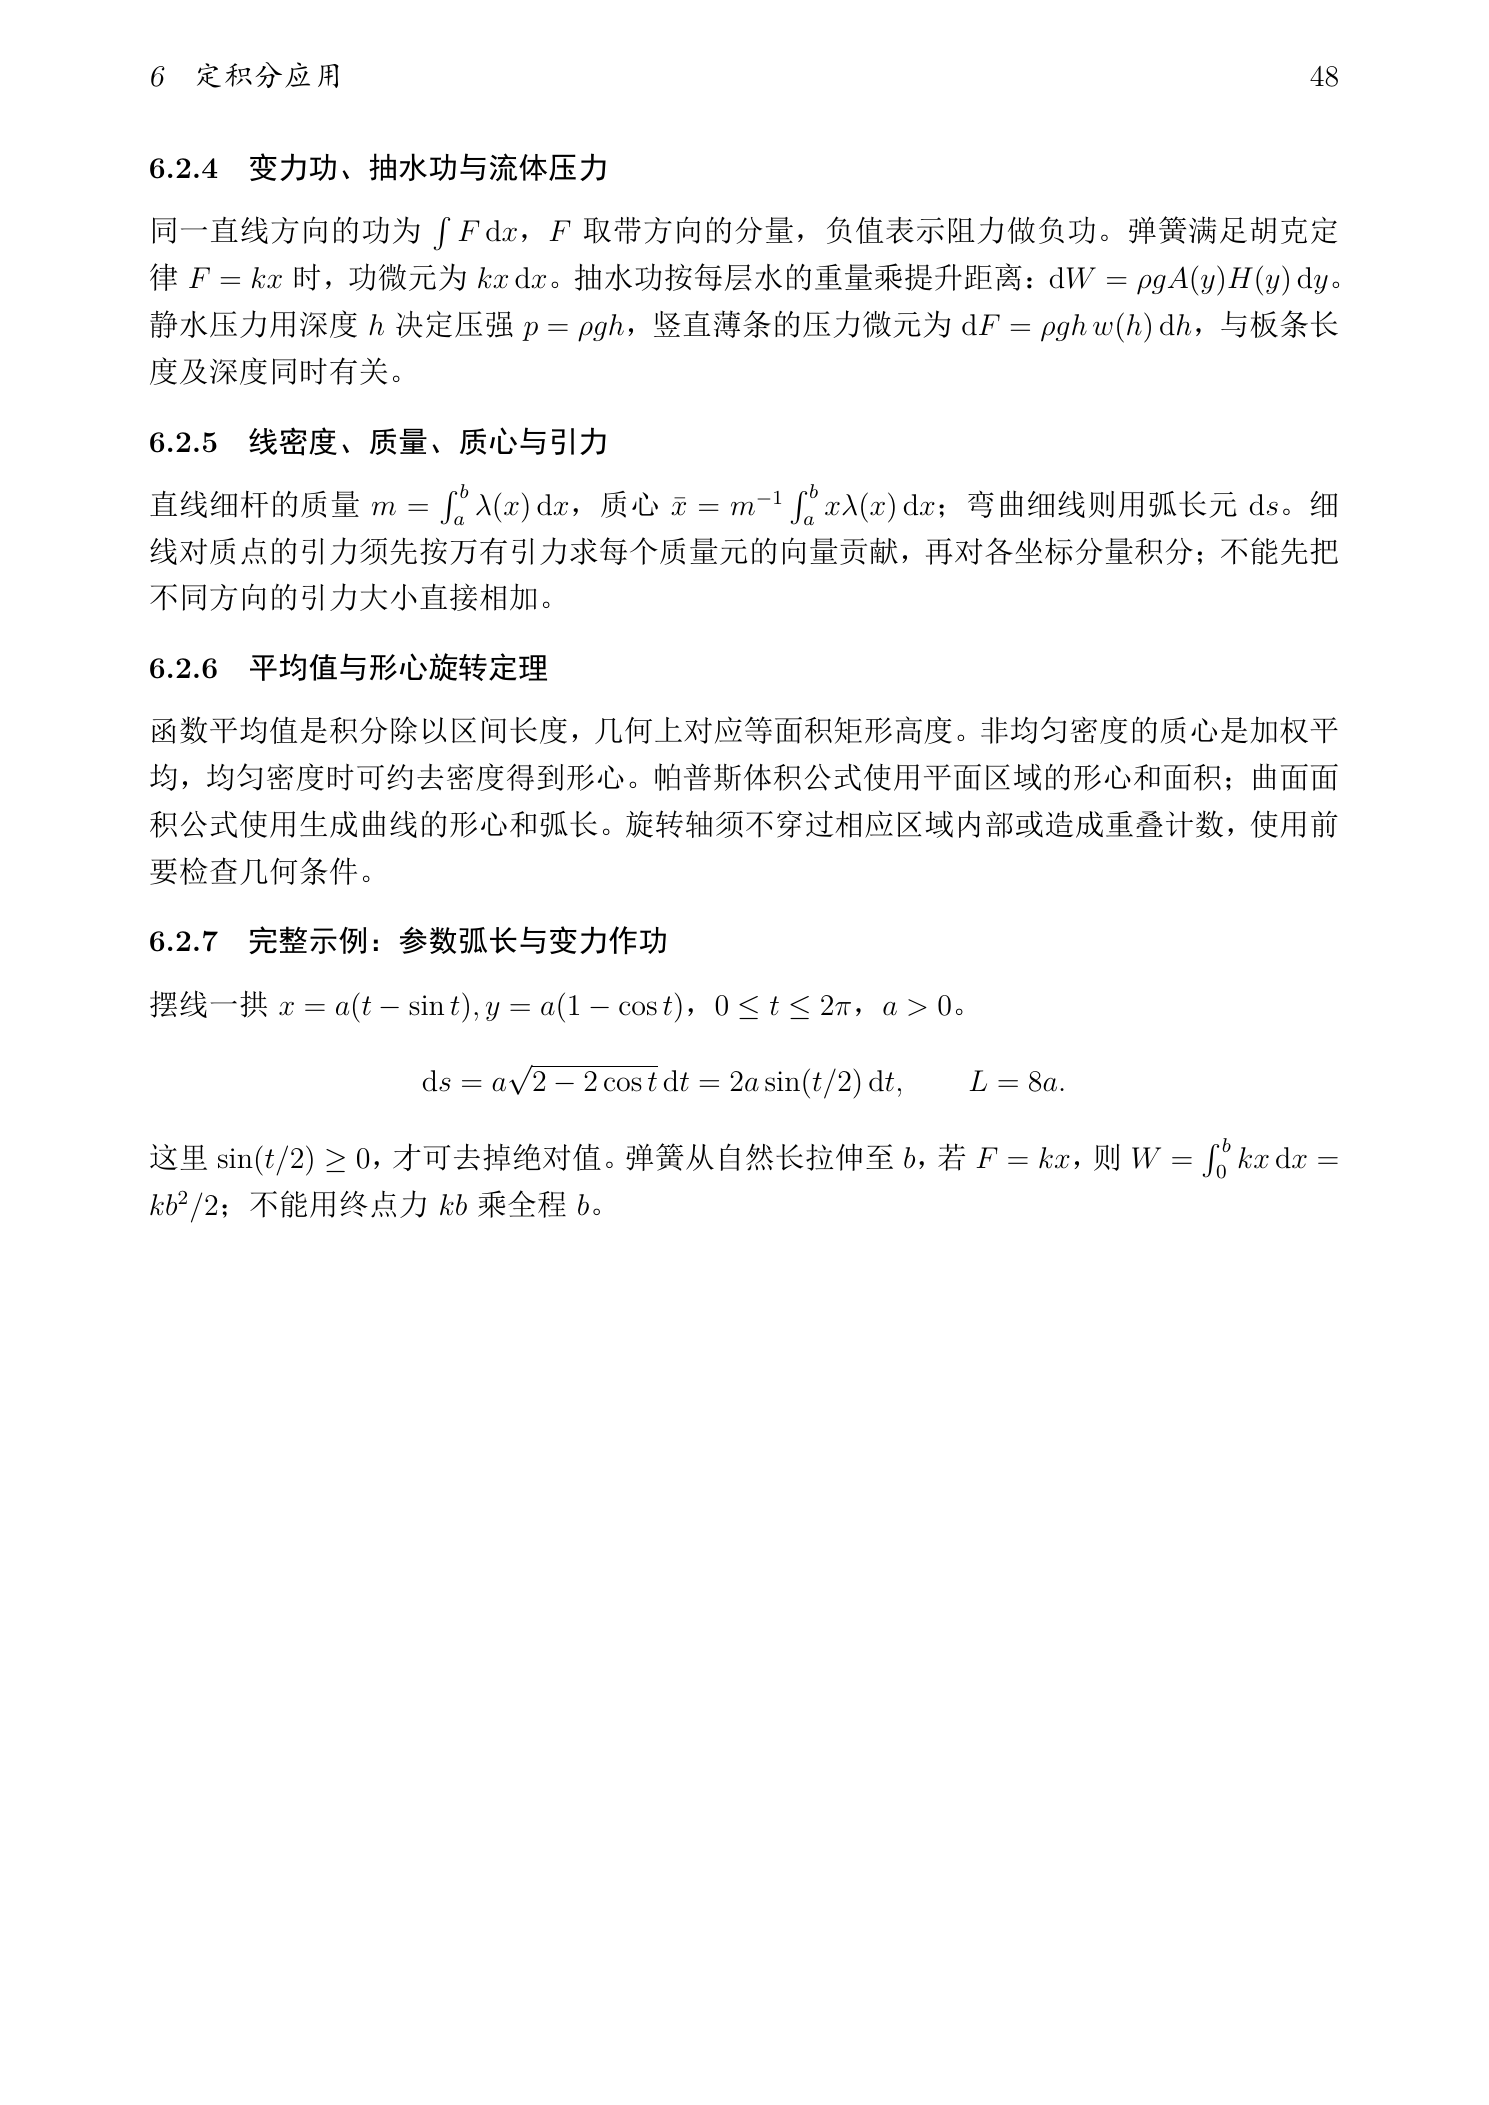 6 定积分应用 48
6.2.4 变力功、抽水功与流体压力
同一直线方向的功为 ∫ F dx，F 取带方向的分量，负值表示阻力做负功。弹簧满足胡克定
律 F = kx 时，功微元为 kx dx。抽水功按每层水的重量乘提升距离：dW = ρgA(y)H(y) dy。
静水压力用深度 h 决定压强 p = ρgh，竖直薄条的压力微元为 dF = ρgh w(h) dh，与板条长
度及深度同时有关。
6.2.5 线密度、质量、质心与引力
直线细杆的质量 m = ∫_a^b λ(x) dx，质心 x̄ = m⁻¹ ∫_a^b xλ(x) dx；弯曲细线则用弧长元 ds。细
线对质点的引力须先按万有引力求每个质量元的向量贡献，再对各坐标分量积分；不能先把
不同方向的引力大小直接相加。
6.2.6 平均值与形心旋转定理
函数平均值是积分除以区间长度，几何上对应等面积矩形高度。非均匀密度的质心是加权平
均，均匀密度时可约去密度得到形心。帕普斯体积公式使用平面区域的形心和面积；曲面面
积公式使用生成曲线的形心和弧长。旋转轴须不穿过相应区域内部或造成重叠计数，使用前
要检查几何条件。
6.2.7 完整示例：参数弧长与变力作功
摆线一拱 x = a(t − sin t), y = a(1 − cos t)，0 ≤ t ≤ 2π，a > 0。
ds = a√(2 − 2 cos t) dt = 2a sin(t/2) dt, L = 8a.
这里 sin(t/2) ≥ 0，才可去掉绝对值。弹簧从自然长拉伸至 b，若 F = kx，则 W = ∫_0^b kx dx =
kb²/2；不能用终点力 kb 乘全程 b。